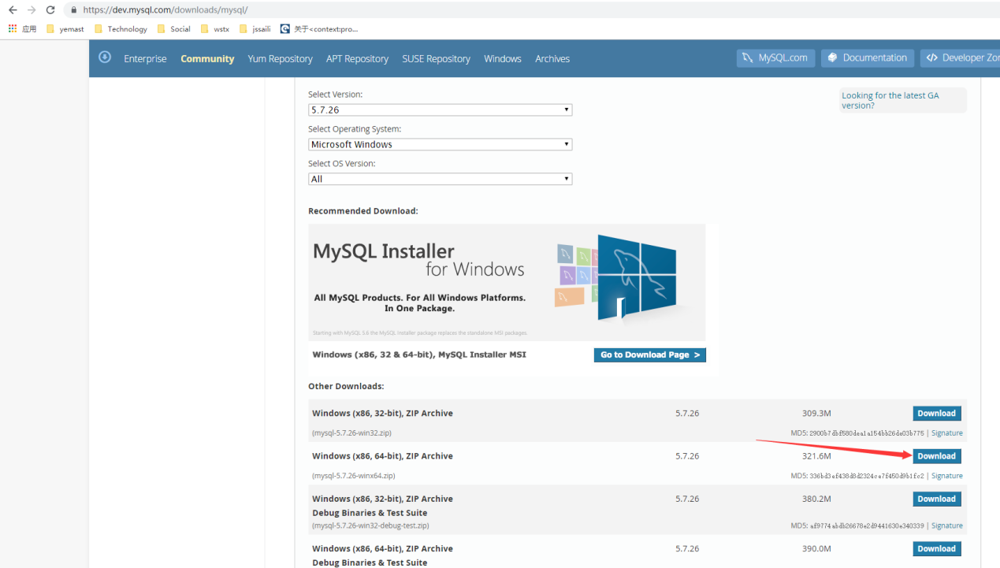 https://dev.mysql.com/downloads/mysql/
应用 yemast Technology Social wstx jssaili 关于<context:pro...
Enterprise Community Yum Repository APT Repository SUSE Repository Windows Archives MySQL.com Documentation Developer Zon
Select Version:
Looking for the latest GA
version?
5.7.26
Select Operating System:
Microsoft Windows
Select OS Version:
All
Recommended Download:
MySQL Installer
for Windows
All MySQL Products. For All Windows Platforms.
In One Package.
Starting with MySQL 5.6 the MySQL Installer package replaces the standalone MSI packages.
Windows (x86, 32 & 64-bit), MySQL Installer MSI Go to Download Page >
Other Downloads:
Windows (x86, 32-bit), ZIP Archive 5.7.26 309.3M Download
(mysql-5.7.26-win32.zip) MD5: 2900b7dbf580dea1a154bb26de03b775 | Signature
Windows (x86, 64-bit), ZIP Archive 5.7.26 321.6M Download
(mysql-5.7.26-winx64.zip) MD5: 336bd3ef438d8d2324ce7f450d9b1fc2 | Signature
Windows (x86, 32-bit), ZIP Archive 5.7.26 380.2M Download
Debug Binaries & Test Suite
(mysql-5.7.26-win32-debug-test.zip) MD5: af9774abdb26678e2d9441630e340339 | Signature
Windows (x86, 64-bit), ZIP Archive 5.7.26 390.0M Download
Debug Binaries & Test Suite